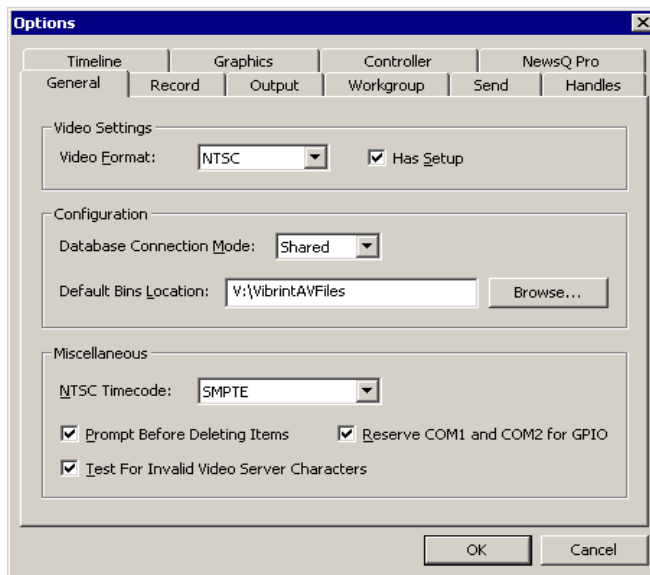 Options
Timeline Graphics Controller NewsQ Pro
General Record Output Workgroup Send Handles
Video Settings
Video Format: NTSC Has Setup
Configuration
Database Connection Mode: Shared
Default Bins Location: V:\VibrintAVFiles Browse...
Miscellaneous
NTSC Timecode: SMPTE
Prompt Before Deleting Items Reserve COM1 and COM2 for GPIO
Test For Invalid Video Server Characters
OK Cancel